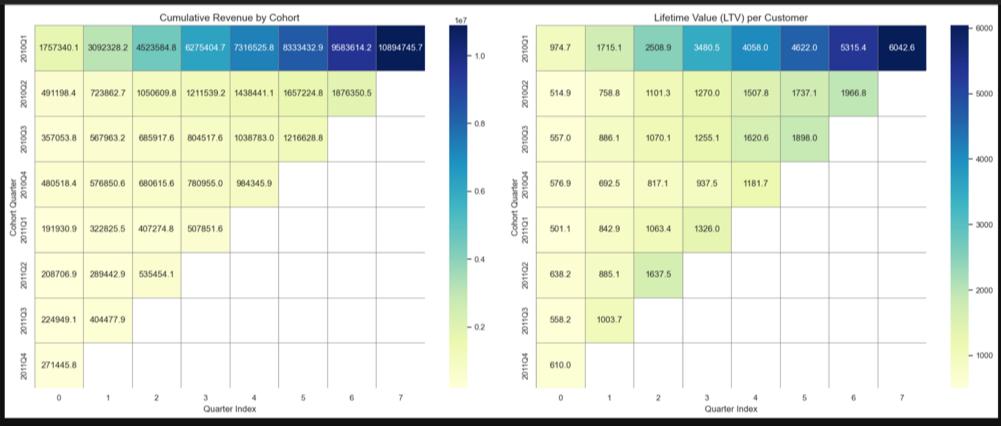 Cumulative Revenue by Cohort
1e7
2010Q1 1757340.1 3092328.2 4523584.8 6275404.7 7316525.8 8333432.9 9583614.2 10894745.7
2010Q2 491198.4 723862.7 1050609.8 1211539.2 1438441.1 1657224.8 1876350.5
2010Q3 357053.8 567963.2 685917.6 804517.6 1038783.0 1216628.8
2010Q4 480518.4 576850.6 680615.6 780955.0 984345.9
2011Q1 191930.9 322825.5 407274.8 507851.6
2011Q2 208706.9 289442.9 535454.1
2011Q3 224949.1 404477.9
2011Q4 271445.8
Cohort Quarter
0 1 2 3 4 5 6 7
Quarter Index
1.0
0.8
0.6
0.4
0.2
Lifetime Value (LTV) per Customer
2010Q1 974.7 1715.1 2508.9 3480.5 4058.0 4622.0 5315.4 6042.6
2010Q2 514.9 758.8 1101.3 1270.0 1507.8 1737.1 1966.8
2010Q3 557.0 886.1 1070.1 1255.1 1620.6 1898.0
2010Q4 576.9 692.5 817.1 937.5 1181.7
2011Q1 501.1 842.9 1063.4 1326.0
2011Q2 638.2 885.1 1637.5
2011Q3 558.2 1003.7
2011Q4 610.0
Cohort Quarter
0 1 2 3 4 5 6 7
Quarter Index
6000
5000
4000
3000
2000
1000